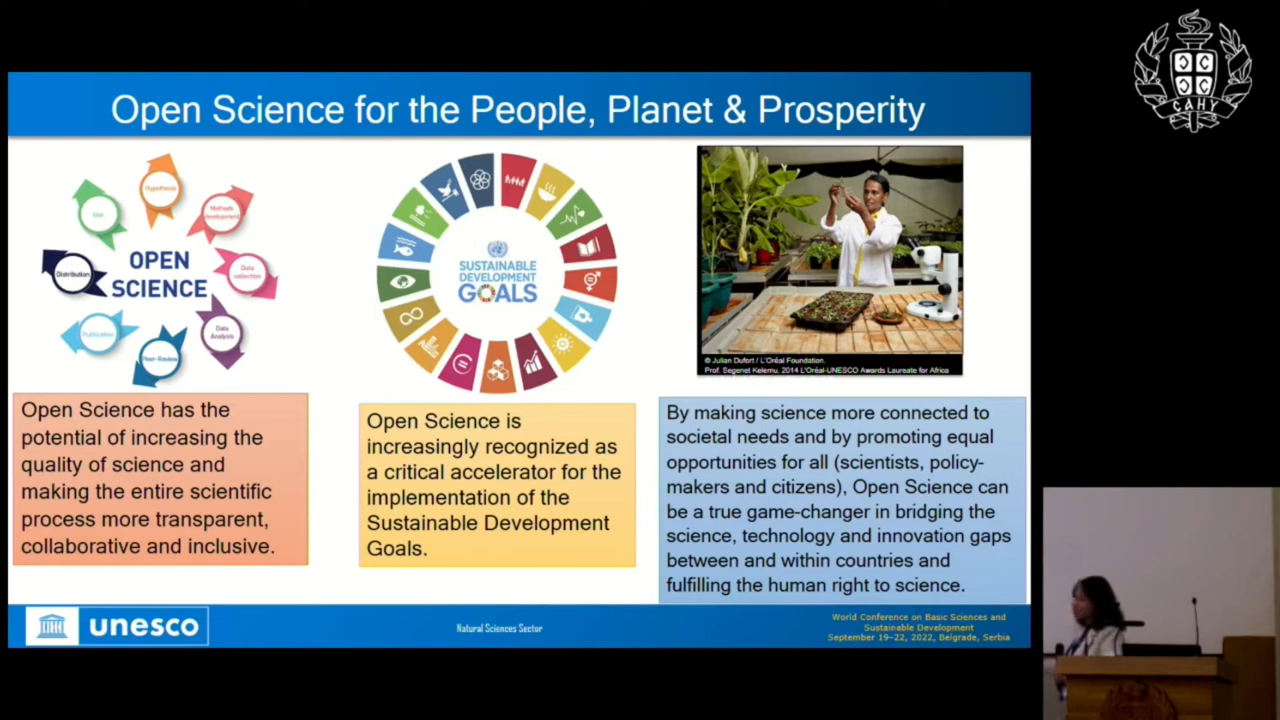 Open Science for the People, Planet & Prosperity
Hypothesis
Methods
development
Data
collection
Data
Analysis
Peer-Review
Publication
Distribution
Use
OPEN
SCIENCE
SUSTAINABLE
DEVELOPMENT
GOALS
© Julian Dufort / L'Oréal Foundation.
Prof. Segenet Kelemu, 2014 L'Oréal-UNESCO Awards Laureate for Africa
Open Science has the
potential of increasing the
quality of science and
making the entire scientific
process more transparent,
collaborative and inclusive.
Open Science is
increasingly recognized as
a critical accelerator for the
implementation of the
Sustainable Development
Goals.
By making science more connected to
societal needs and by promoting equal
opportunities for all (scientists, policy-
makers and citizens), Open Science can
be a true game-changer in bridging the
science, technology and innovation gaps
between and within countries and
fulfilling the human right to science.
unesco
Natural Sciences Sector
World Conference on Basic Sciences and
Sustainable Development
September 19–22, 2022, Belgrade, Serbia
САНУ